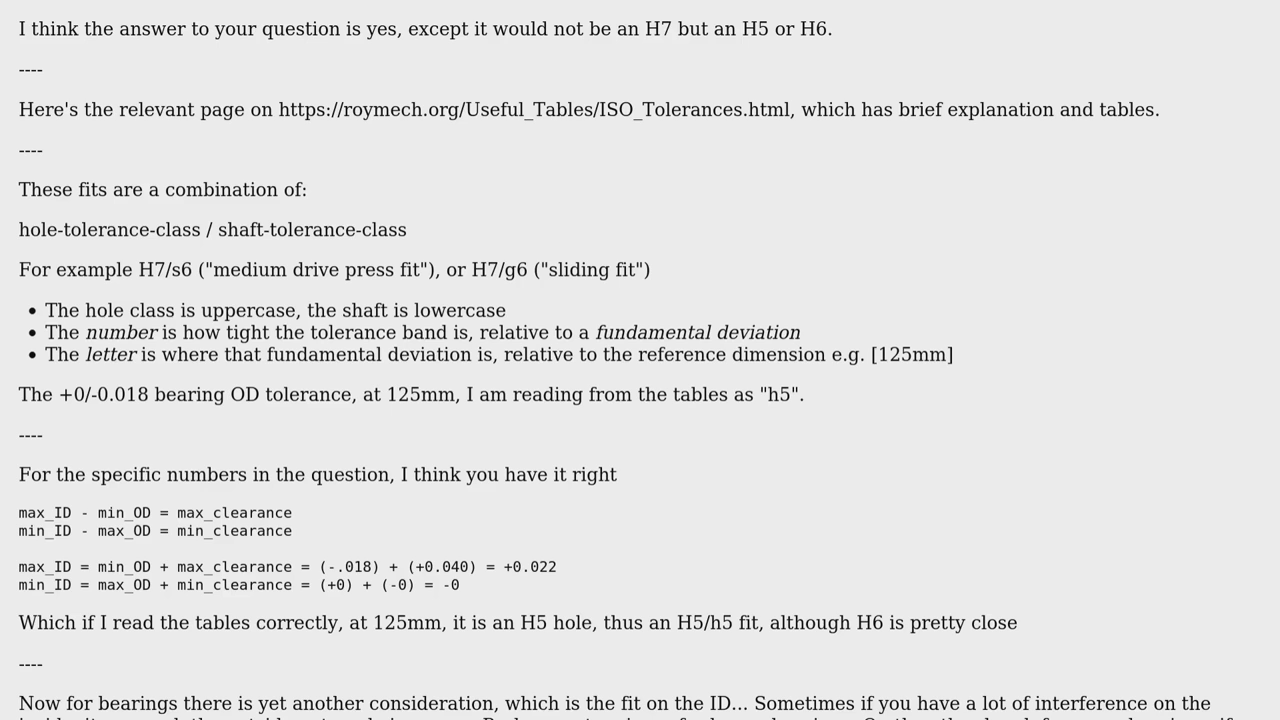 I think the answer to your question is yes, except it would not be an H7 but an H5 or H6.
----
Here's the relevant page on https://roymech.org/Useful_Tables/ISO_Tolerances.html, which has brief explanation and tables.
----
These fits are a combination of:
hole-tolerance-class / shaft-tolerance-class
For example H7/s6 ("medium drive press fit"), or H7/g6 ("sliding fit")
• The hole class is uppercase, the shaft is lowercase
• The number is how tight the tolerance band is, relative to a fundamental deviation
• The letter is where that fundamental deviation is, relative to the reference dimension e.g. [125mm]
The +0/-0.018 bearing OD tolerance, at 125mm, I am reading from the tables as "h5".
----
For the specific numbers in the question, I think you have it right
max_ID - min_OD = max_clearance
min_ID - max_OD = min_clearance
max_ID = min_OD + max_clearance = (-.018) + (+0.040) = +0.022
min_ID = max_OD + min_clearance = (+0) + (-0) = -0
Which if I read the tables correctly, at 125mm, it is an H5 hole, thus an H5/h5 fit, although H6 is pretty close
----
Now for bearings there is yet another consideration, which is the fit on the ID... Sometimes if you have a lot of interference on the